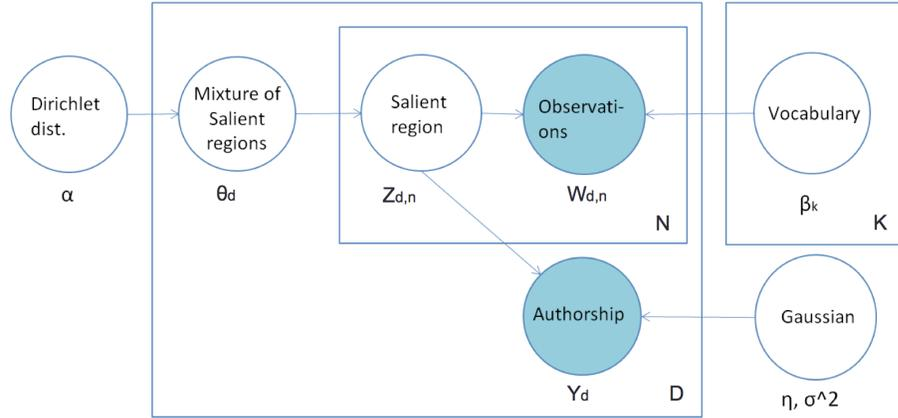 Dirichlet
dist.
α
Mixture of
Salient
regions
θd
Salient
region
Zd,n
Observati-
ons
Wd,n
N
Vocabulary
βk
K
Authorship
Yd
D
Gaussian
η, σ^2